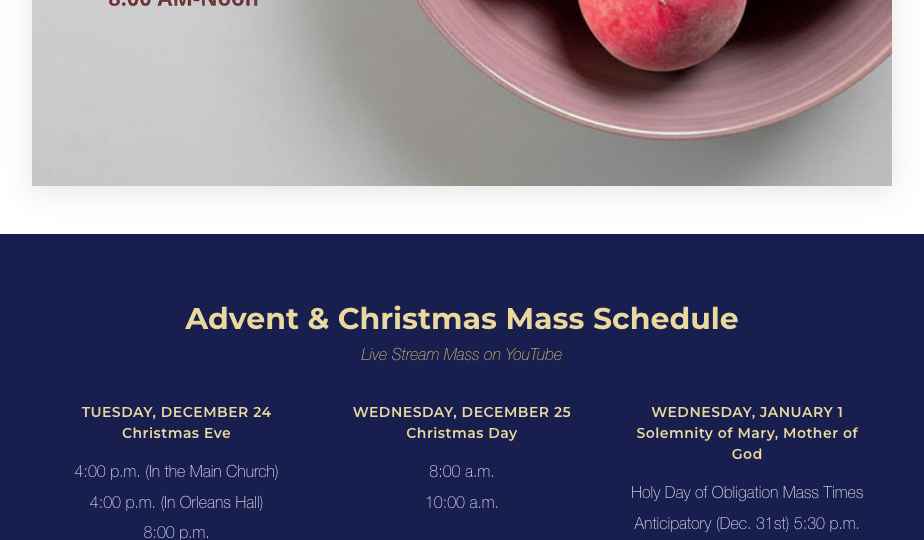 8:00 AM-Noon
Advent & Christmas Mass Schedule
Live Stream Mass on YouTube
TUESDAY, DECEMBER 24
Christmas Eve
4:00 p.m. (In the Main Church)
4:00 p.m. (In Orleans Hall)
8:00 p.m.
WEDNESDAY, DECEMBER 25
Christmas Day
8:00 a.m.
10:00 a.m.
WEDNESDAY, JANUARY 1
Solemnity of Mary, Mother of
God
Holy Day of Obligation Mass Times
Anticipatory (Dec. 31st) 5:30 p.m.